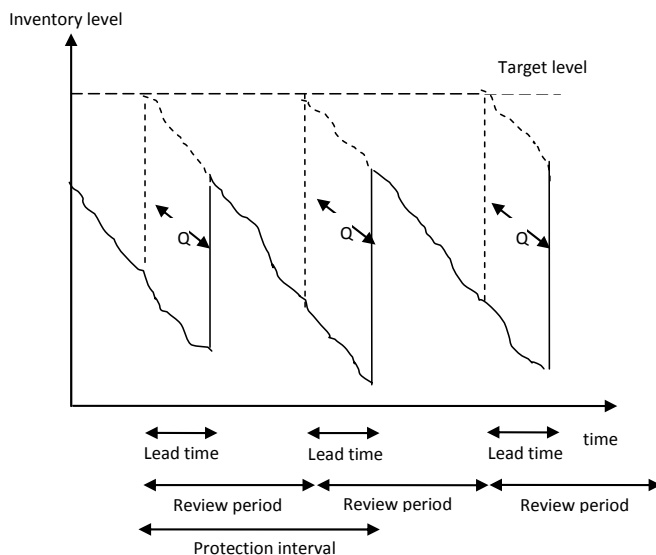 Inventory level
Target level
Q
Q
Q
Lead time
Lead time
Lead time
time
Review period
Review period
Review period
Protection interval